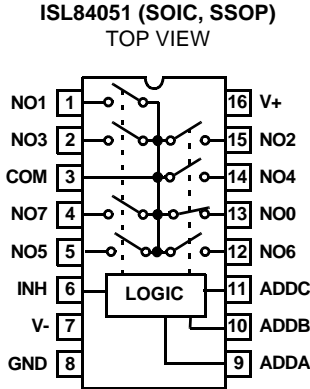 ISL84051 (SOIC, SSOP)
TOP VIEW
NO1 1 16 V+
NO3 2 15 NO2
COM 3 14 NO4
NO7 4 13 NO0
NO5 5 12 NO6
INH 6 LOGIC 11 ADDC
V- 7 10 ADDB
GND 8 9 ADDA